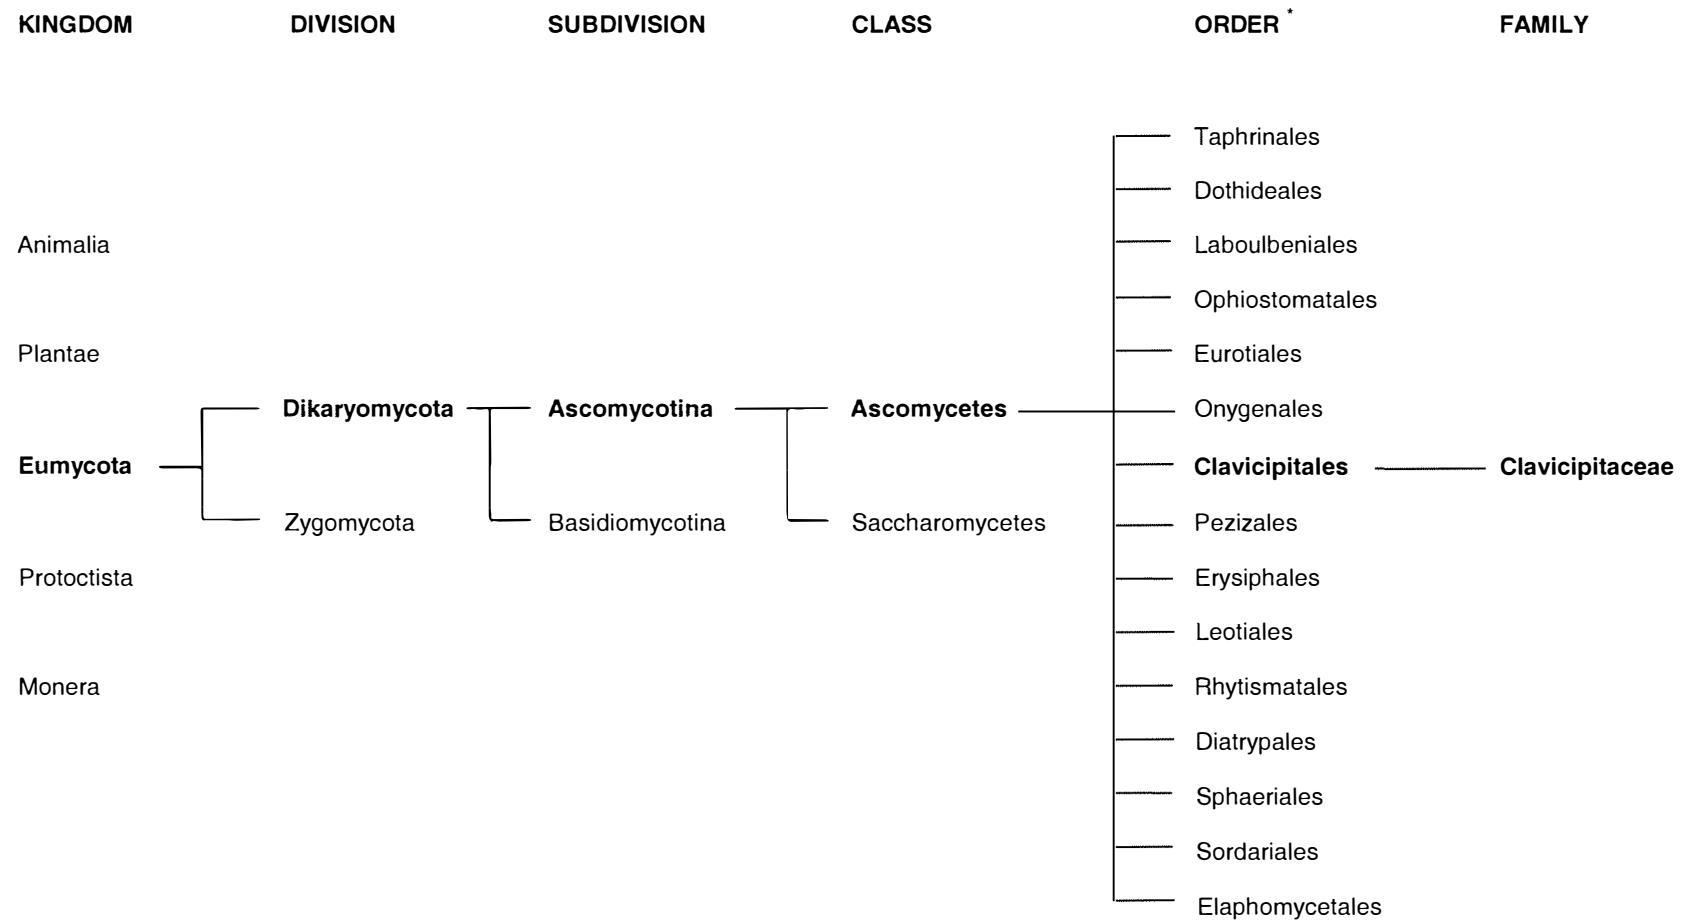 KINGDOM DIVISION SUBDIVISION CLASS ORDER * FAMILY
Taphrinales
Dothideales
Animalia Laboulbeniales
Ophiostomatales
Plantae Eurotiales
Dikaryomycota Ascomycotina Ascomycetes Onygenales
Eumycota Clavicipitales Clavicipitaceae
Zygomycota Basidiomycotina Saccharomycetes Pezizales
Protoctista Erysiphales
Leotiales
Monera Rhytismatales
Diatrypales
Sphaeriales
Sordariales
Elaphomycetales